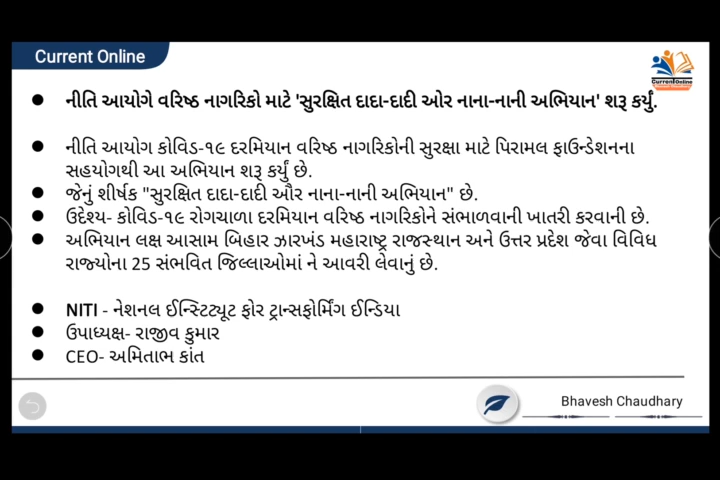 Current Online
Current Online
● નીતિ આયોગે વરિષ્ઠ નાગરિકો માટે 'સુરક્ષિત દાદા-દાદી ઓર નાના-નાની અભિયાન' શરૂ કર્યું.
● નીતિ આયોગ કોવિડ-૧૯ દરમિયાન વરિષ્ઠ નાગરિકોની સુરક્ષા માટે પિરામલ ફાઉન્ડેશનના
સહયોગથી આ અભિયાન શરૂ કર્યું છે.
● જેનું શીર્ષક "સુરક્ષિત દાદા-દાદી ઔર નાના-નાની અભિયાન" છે.
● ઉદેશ્ય- કોવિડ-૧૯ રોગચાળા દરમિયાન વરિષ્ઠ નાગરિકોને સંભાળવાની ખાતરી કરવાની છે.
● અભિયાન લક્ષ આસામ બિહાર ઝારખંડ મહારાષ્ટ્ર રાજસ્થાન અને ઉત્તર પ્રદેશ જેવા વિવિધ
રાજ્યોના 25 સંભવિત જિલ્લાઓમાં ને આવરી લેવાનું છે.
● NITI - નેશનલ ઈન્સ્ટિટ્યૂટ ફોર ટ્રાન્સફોર્મિંગ ઈન્ડિયા
● ઉપાધ્યક્ષ- રાજીવ કુમાર
● CEO- અમિતાભ કાંત
Bhavesh Chaudhary